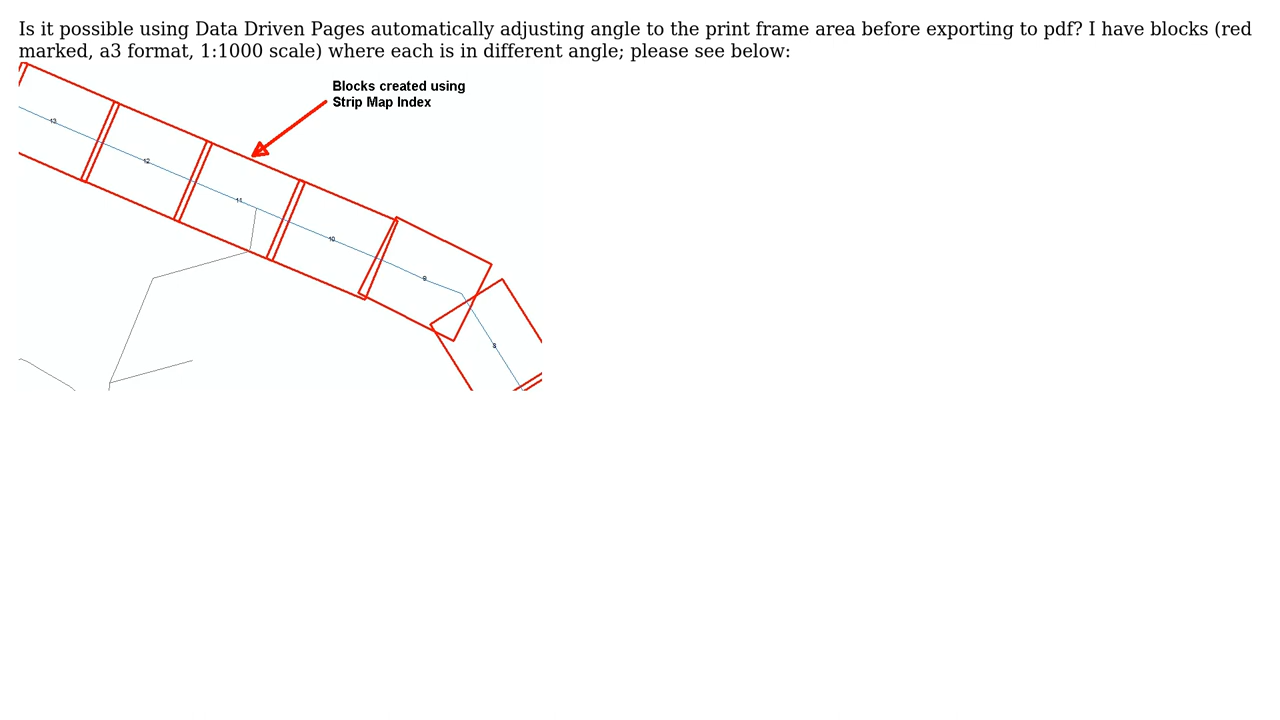 Is it possible using Data Driven Pages automatically adjusting angle to the print frame area before exporting to pdf? I have blocks (red
marked, a3 format, 1:1000 scale) where each is in different angle; please see below:
Blocks created using
Strip Map Index
13
12
11
10
9